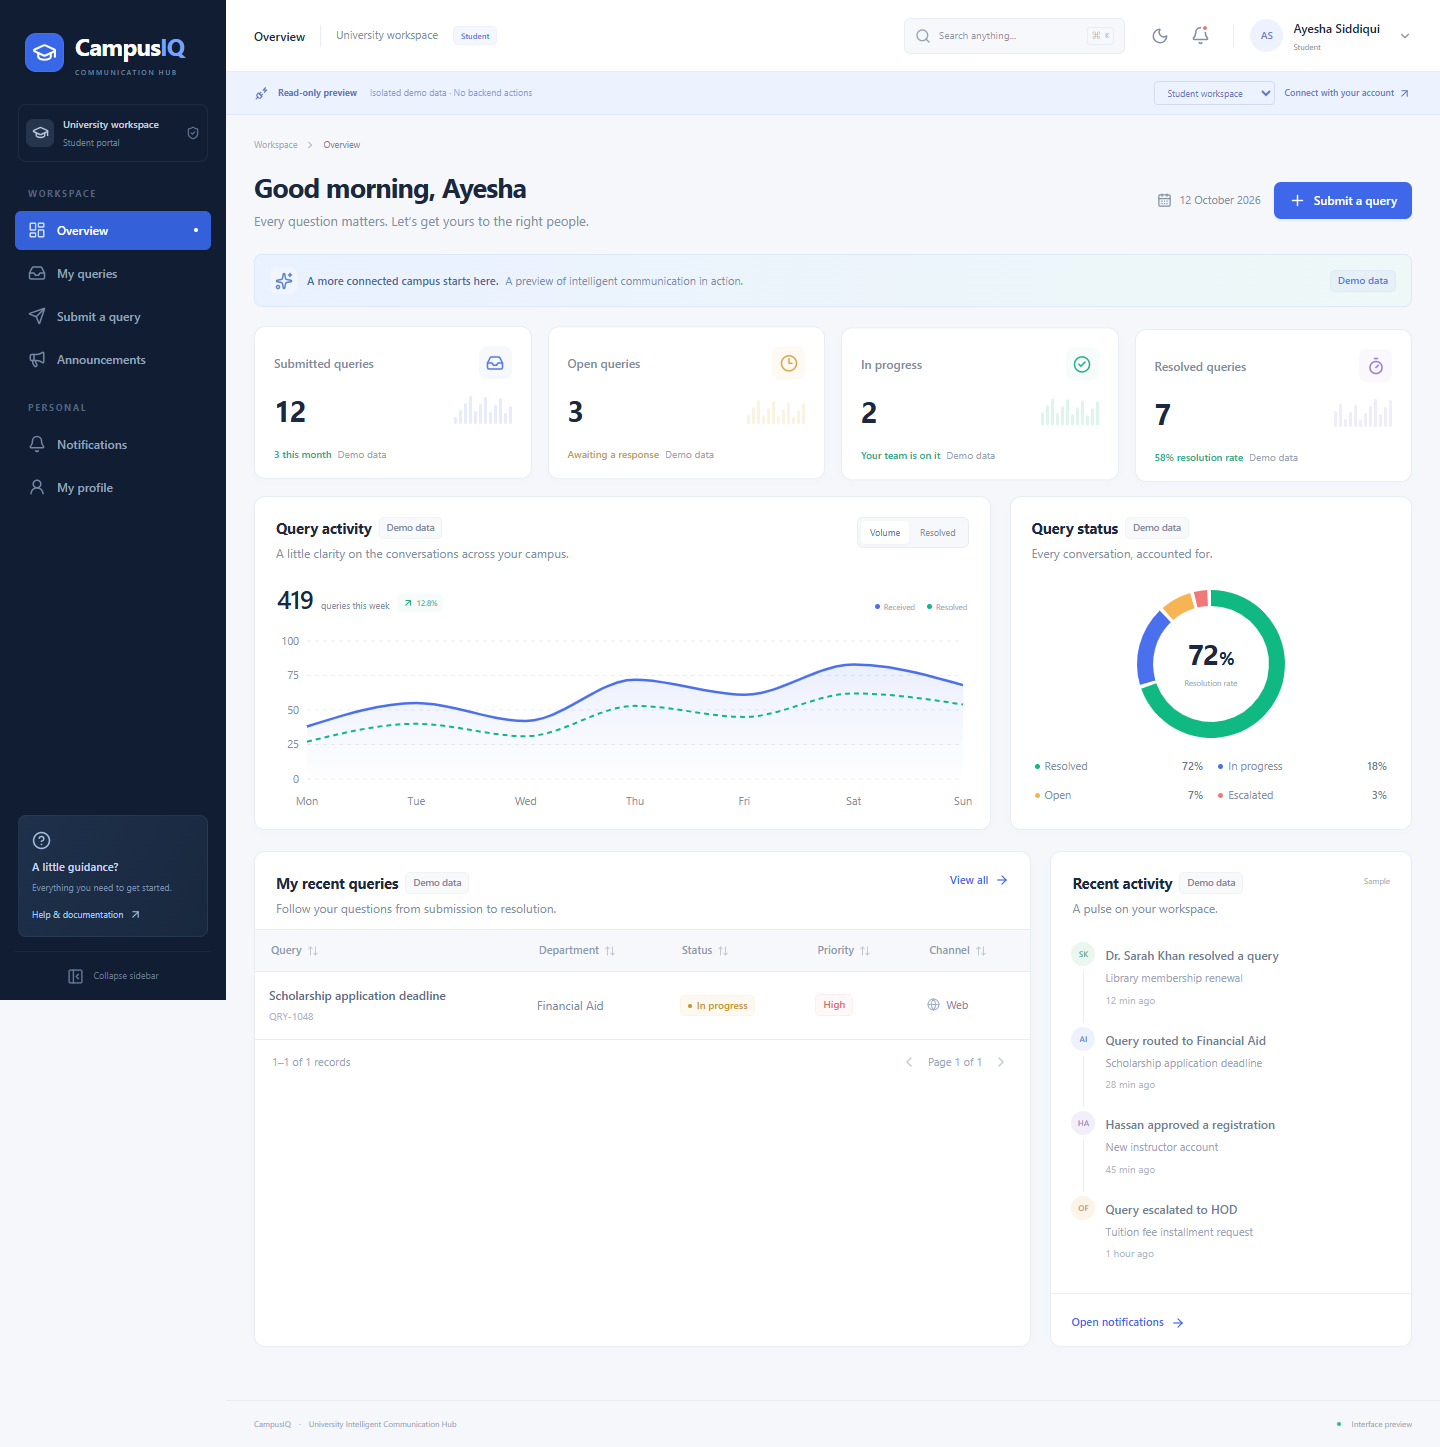 CampusIQ
COMMUNICATION HUB
University workspace
Student portal
WORKSPACE
Overview
My queries
Submit a query
Announcements
PERSONAL
Notifications
My profile
A little guidance?
Everything you need to get started.
Help & documentation
Collapse sidebar
Overview
University workspace
Student
Search anything...
⌘ K
AS
Ayesha Siddiqui
Student
Read-only preview
Isolated demo data · No backend actions
Student workspace
Connect with your account
Workspace
Overview
Good morning, Ayesha
Every question matters. Let's get yours to the right people.
12 October 2026
Submit a query
A more connected campus starts here. A preview of intelligent communication in action.
Demo data
Submitted queries
12
3 this month Demo data
Open queries
3
Awaiting a response Demo data
In progress
2
Your team is on it Demo data
Resolved queries
7
58% resolution rate Demo data
Query activity Demo data
A little clarity on the conversations across your campus.
Volume Resolved
419 queries this week 12.8%
Received Resolved
100
75
50
25
0
Mon Tue Wed Thu Fri Sat Sun
Query status Demo data
Every conversation, accounted for.
72%
Resolution rate
Resolved 72% In progress 18%
Open 7% Escalated 3%
My recent queries Demo data
Follow your questions from submission to resolution.
View all
Query Department Status Priority Channel
Scholarship application deadline
QRY-1048
Financial Aid
In progress
High
Web
1–1 of 1 records
Page 1 of 1
Recent activity Demo data
Sample
A pulse on your workspace.
SK
Dr. Sarah Khan resolved a query
Library membership renewal
12 min ago
AI
Query routed to Financial Aid
Scholarship application deadline
28 min ago
HA
Hassan approved a registration
New instructor account
45 min ago
OF
Query escalated to HOD
Tuition fee installment request
1 hour ago
Open notifications
CampusIQ · University Intelligent Communication Hub
Interface preview